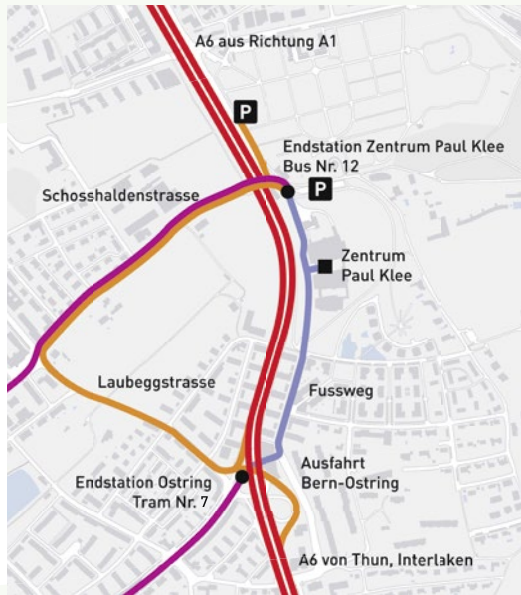 A6 aus Richtung A1
P
Endstation Zentrum Paul Klee
Bus Nr. 12
P
Schosshaldenstrasse
Zentrum
Paul Klee
Laubeggstrasse
Fussweg
Endstation Ostring
Tram Nr. 7
Ausfahrt
Bern-Ostring
A6 von Thun, Interlaken